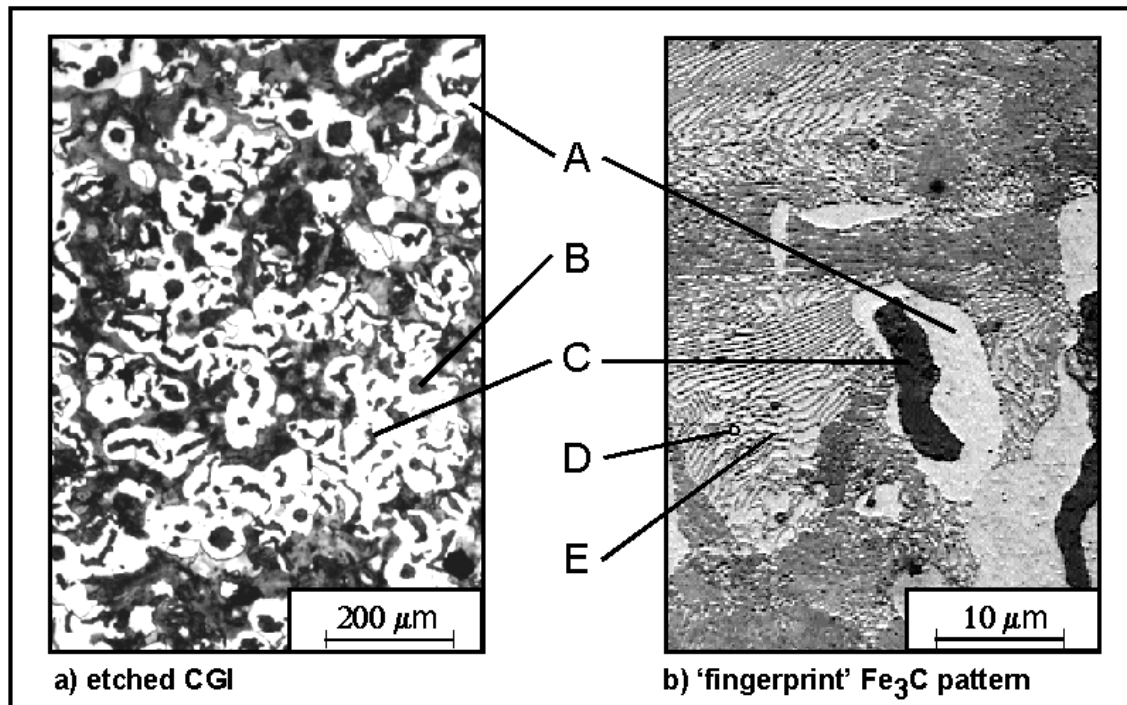 A
B
C
D
E
200 μm
10 μm
a) etched CGI
b) ‘fingerprint’ Fe₃C pattern